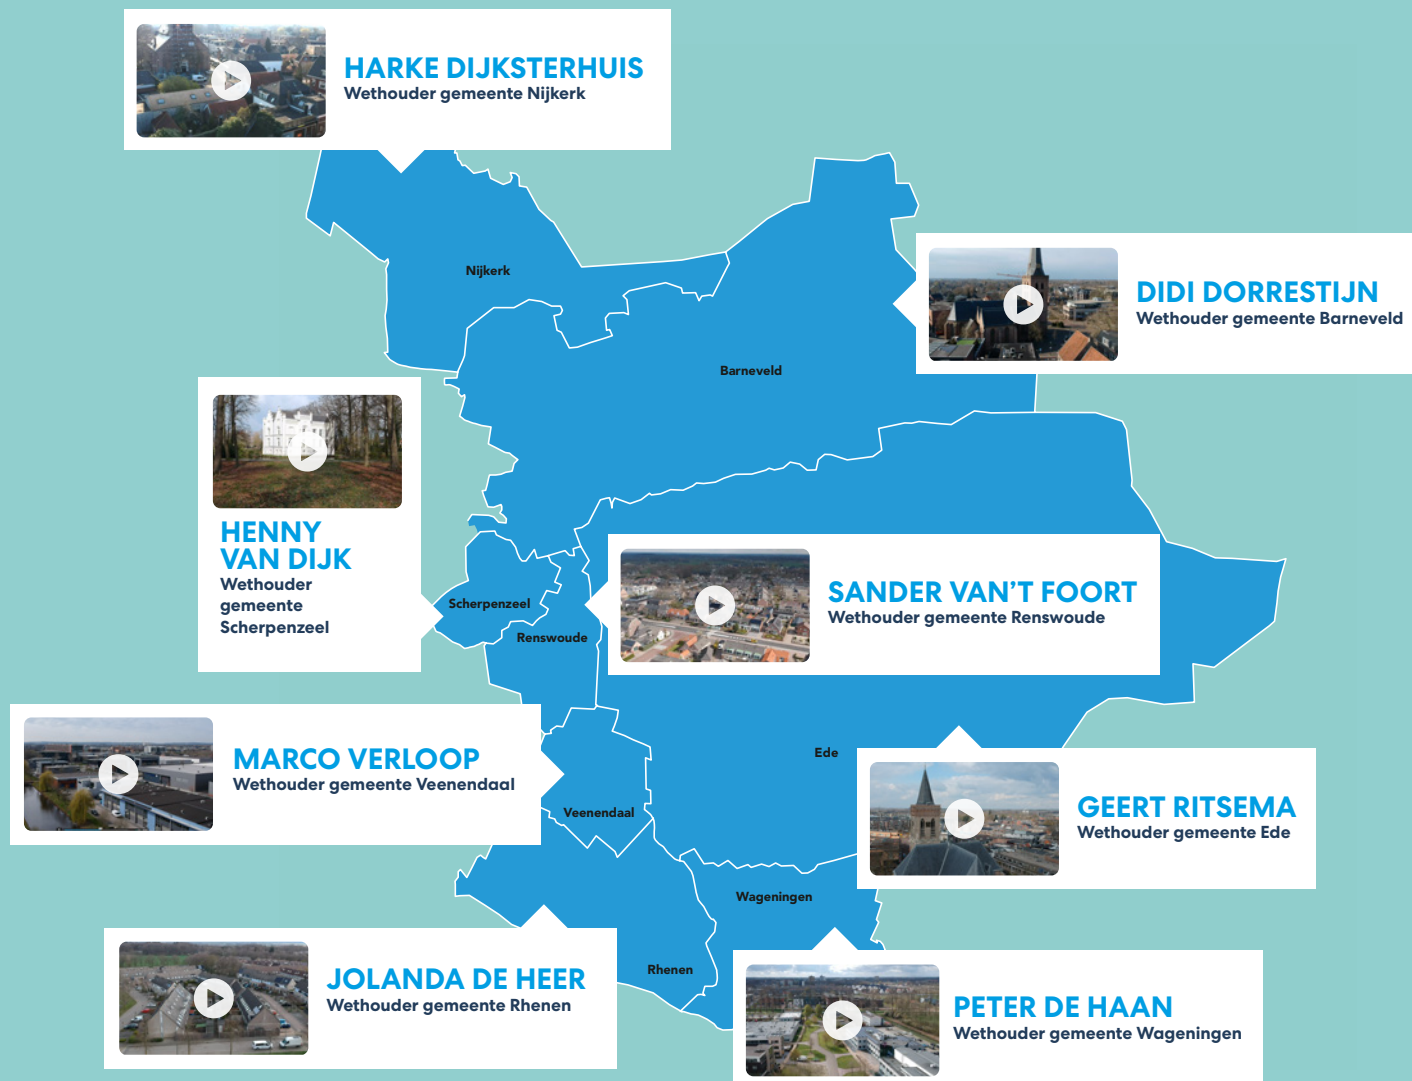 HARKE DIJKSTERHUIS
Wethouder gemeente Nijkerk
Nijkerk
DIDI DORRESTIJN
Wethouder gemeente Barneveld
Barneveld
HENNY
VAN DIJK
Wethouder
gemeente
Scherpenzeel
Scherpenzeel
SANDER VAN'T FOORT
Wethouder gemeente Renswoude
Renswoude
MARCO VERLOOP
Wethouder gemeente Veenendaal
Ede
Veenendaal
GEERT RITSEMA
Wethouder gemeente Ede
Wageningen
JOLANDA DE HEER
Wethouder gemeente Rhenen
Rhenen
PETER DE HAAN
Wethouder gemeente Wageningen